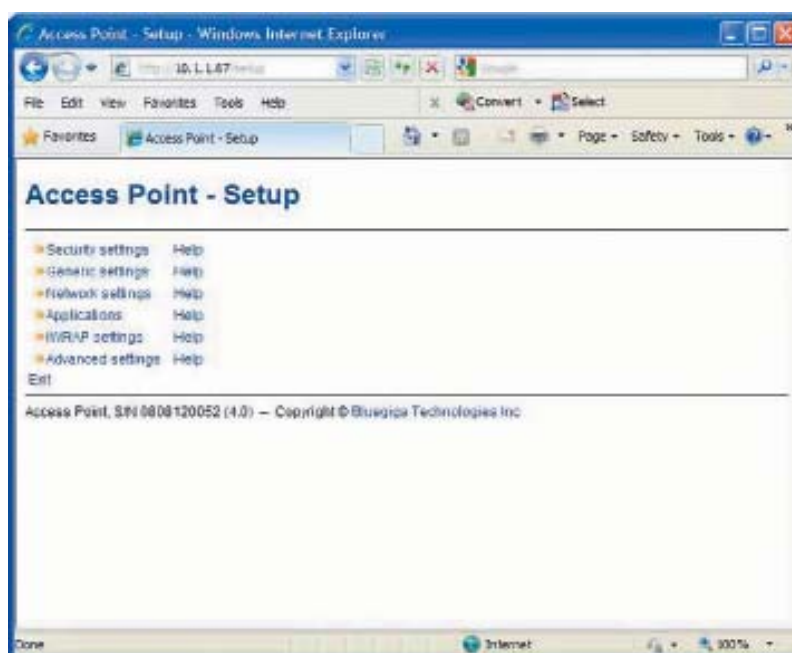 Access Point - Setup - Windows Internet Explorer
10.1.1.67
File Edit View Favorites Tools Help
Convert Select
Favorites Access Point - Setup Page Safety Tools
Access Point - Setup
Security settings Help
Generic settings Help
Network settings Help
Applications Help
iWRAP settings Help
Advanced settings Help
Exit
Access Point, S/N 0808120052 (4.0) — Copyright © Bluegiga Technologies Inc
Done Internet 100%